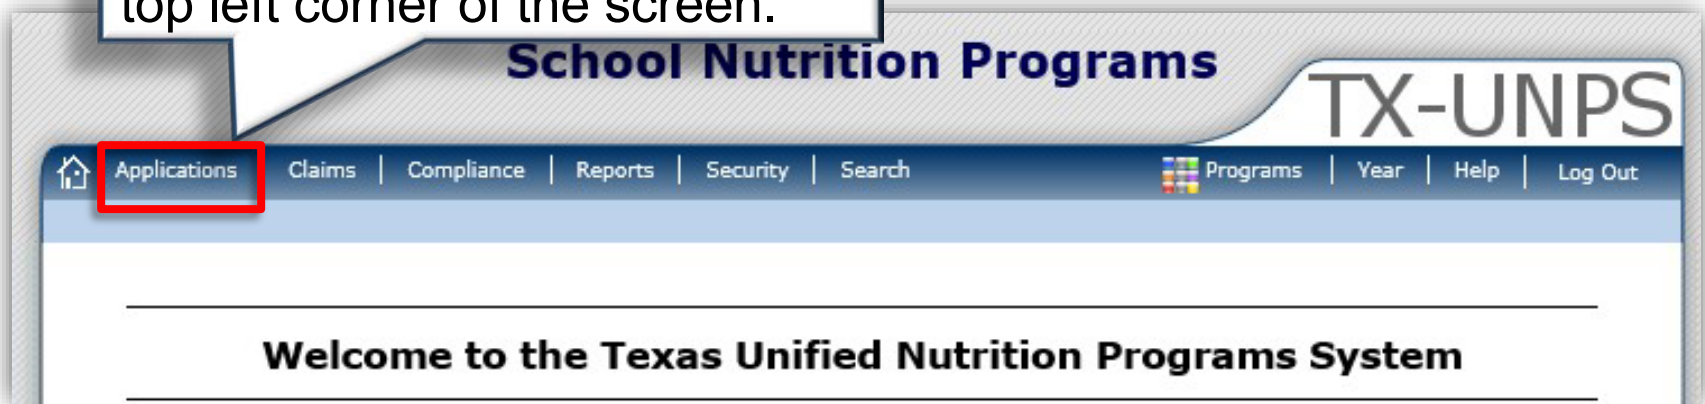 top left corner of the screen.
School Nutrition Programs
TX-UNPS
Applications Claims | Compliance | Reports | Security | Search Programs | Year | Help | Log Out
Welcome to the Texas Unified Nutrition Programs System